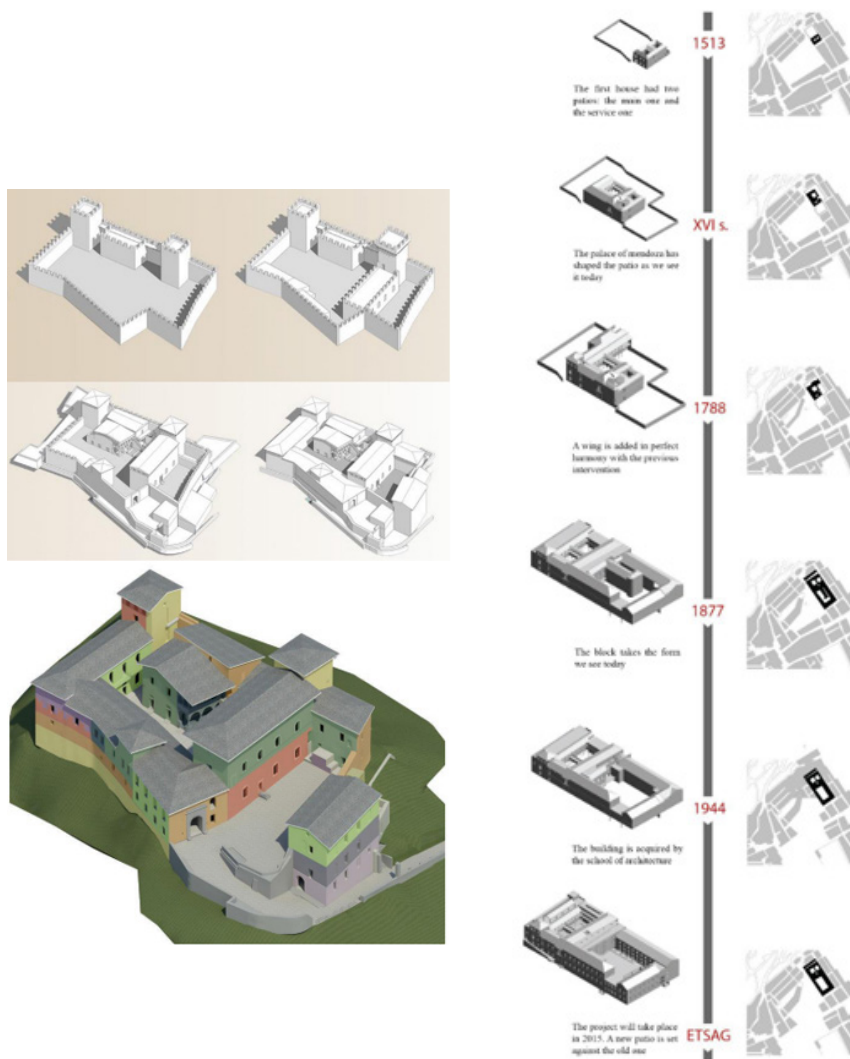 1513
The first house had two
patios: the main one and
the service one
XVI s.
The palace of mendoza has
shaped the patio as we see
it today
1788
A wing is added in perfect
harmony with the previous
intervention
1877
The block takes the form
we see today
1944
The building is acquired by
the school of architecture
ETSAG
The project will take place
in 2015. A new patio is set
against the old one